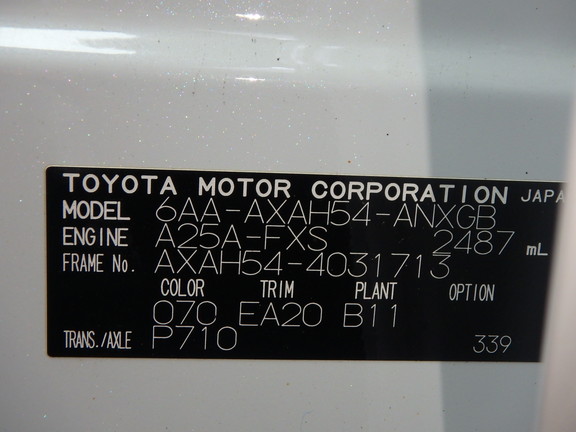 TOYOTA MOTOR CORPORATION JAPA
MODEL 6AA-AXAH54-ANXGB
ENGINE A25A-FXS 2487 mL
FRAME No. AXAH54-4031713
COLOR TRIM PLANT OPTION
070 EA20 B11
TRANS./AXLE P710 339